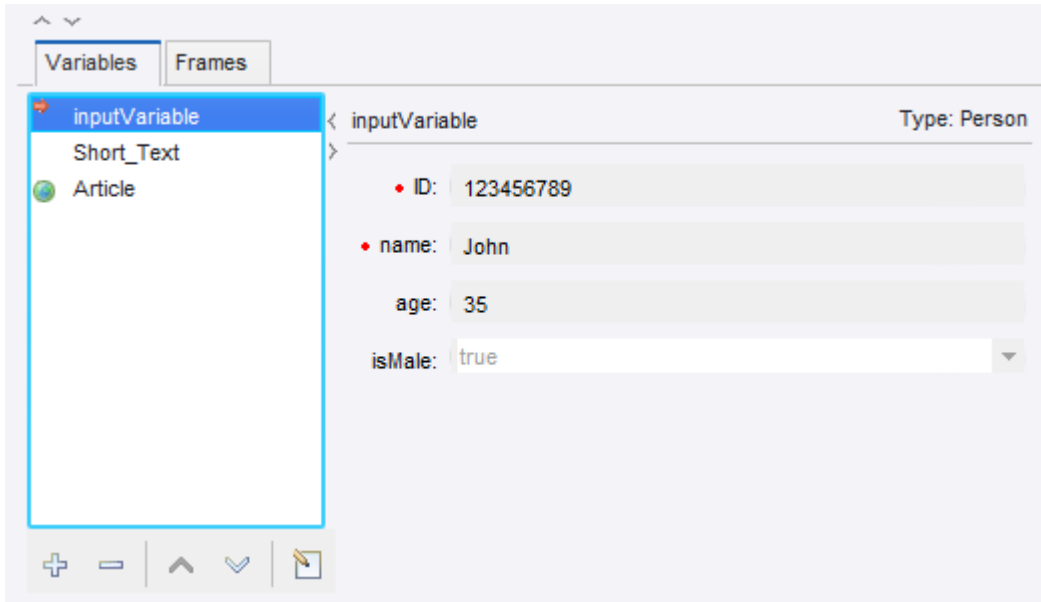 Variables Frames
inputVariable
Short_Text
Article
inputVariable Type: Person
ID: 123456789
name: John
age: 35
isMale: true